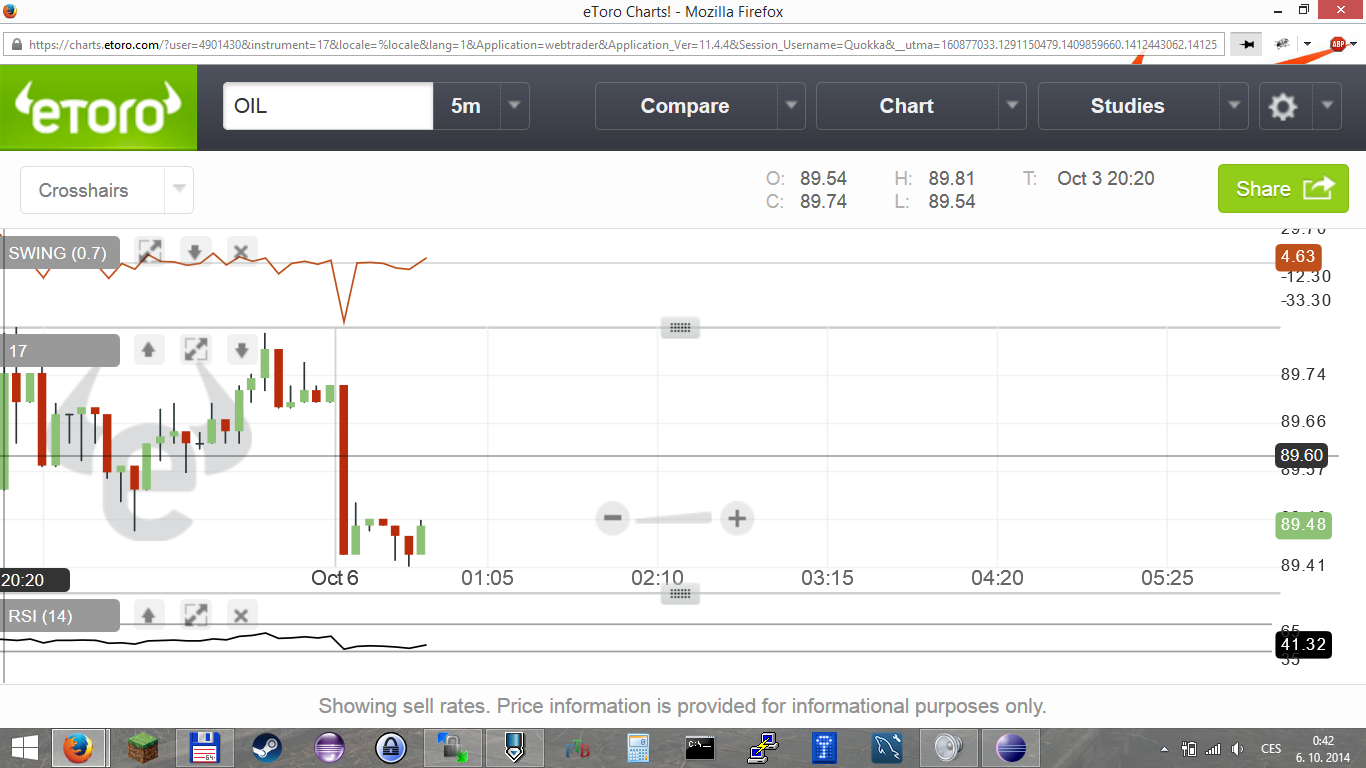 eToro Charts! - Mozilla Firefox
https://charts.etoro.com/?user=4901430&instrument=17&locale=%locale&lang=1&Application=webtrader&Application_Ver=11.4.4&Session_Username=Quokka&__utma=160877033.1291150479.1409859660.1412443062.14125
ABP
eToro
OIL
5m
Compare
Chart
Studies
Crosshairs
O: 89.54 H: 89.81 T: Oct 3 20:20
C: 89.74 L: 89.54
Share
SWING (0.7)
29.70
4.63
-12.30
-33.30
17
89.74
89.66
89.60
89.57
89.48
89.41
20:20
Oct 6
01:05
02:10
03:15
04:20
05:25
RSI (14)
65
41.32
35
Showing sell rates. Price information is provided for informational purposes only.
CES
0:42
6. 10. 2014